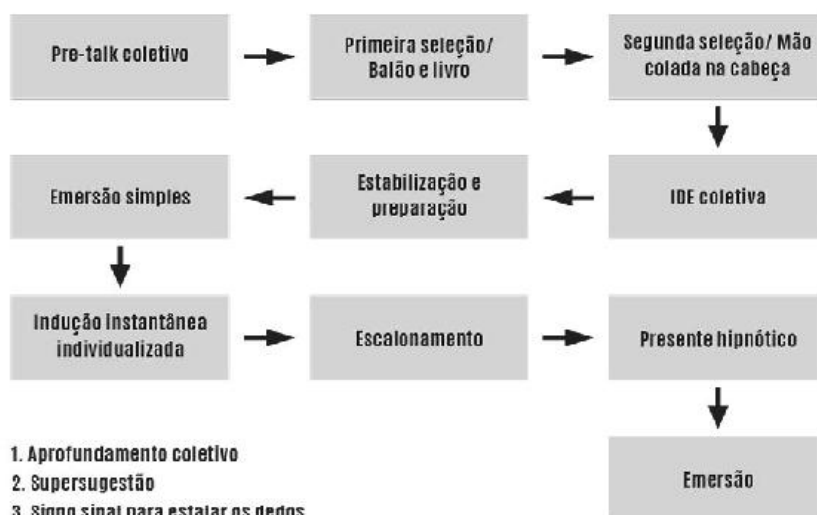 Pre-talk coletivo
Primeira seleção/
Balão e livro
Segunda seleção/ Mão
colada na cabeça
IDE coletiva
Estabilização e
preparação
Emersão simples
Indução instantânea
individualizada
Escalonamento
Presente hipnótico
Emersão
1. Aprofundamento coletivo
2. Supersugestão
3. Signo sinal para estalar os dedos